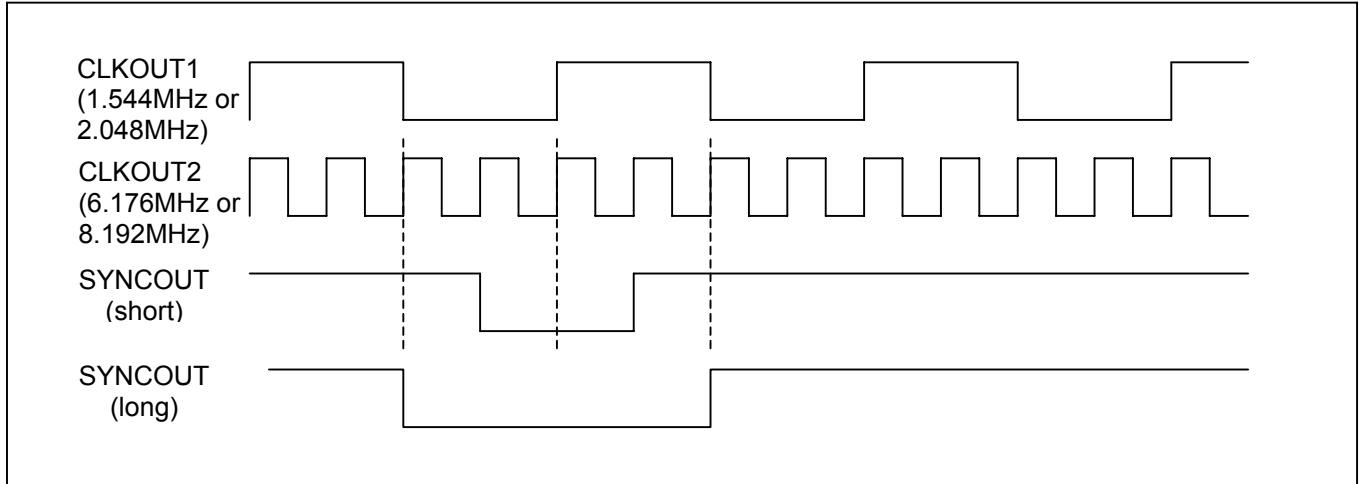 CLKOUT1
(1.544MHz or
2.048MHz)
CLKOUT2
(6.176MHz or
8.192MHz)
SYNCOUT
(short)
SYNCOUT
(long)